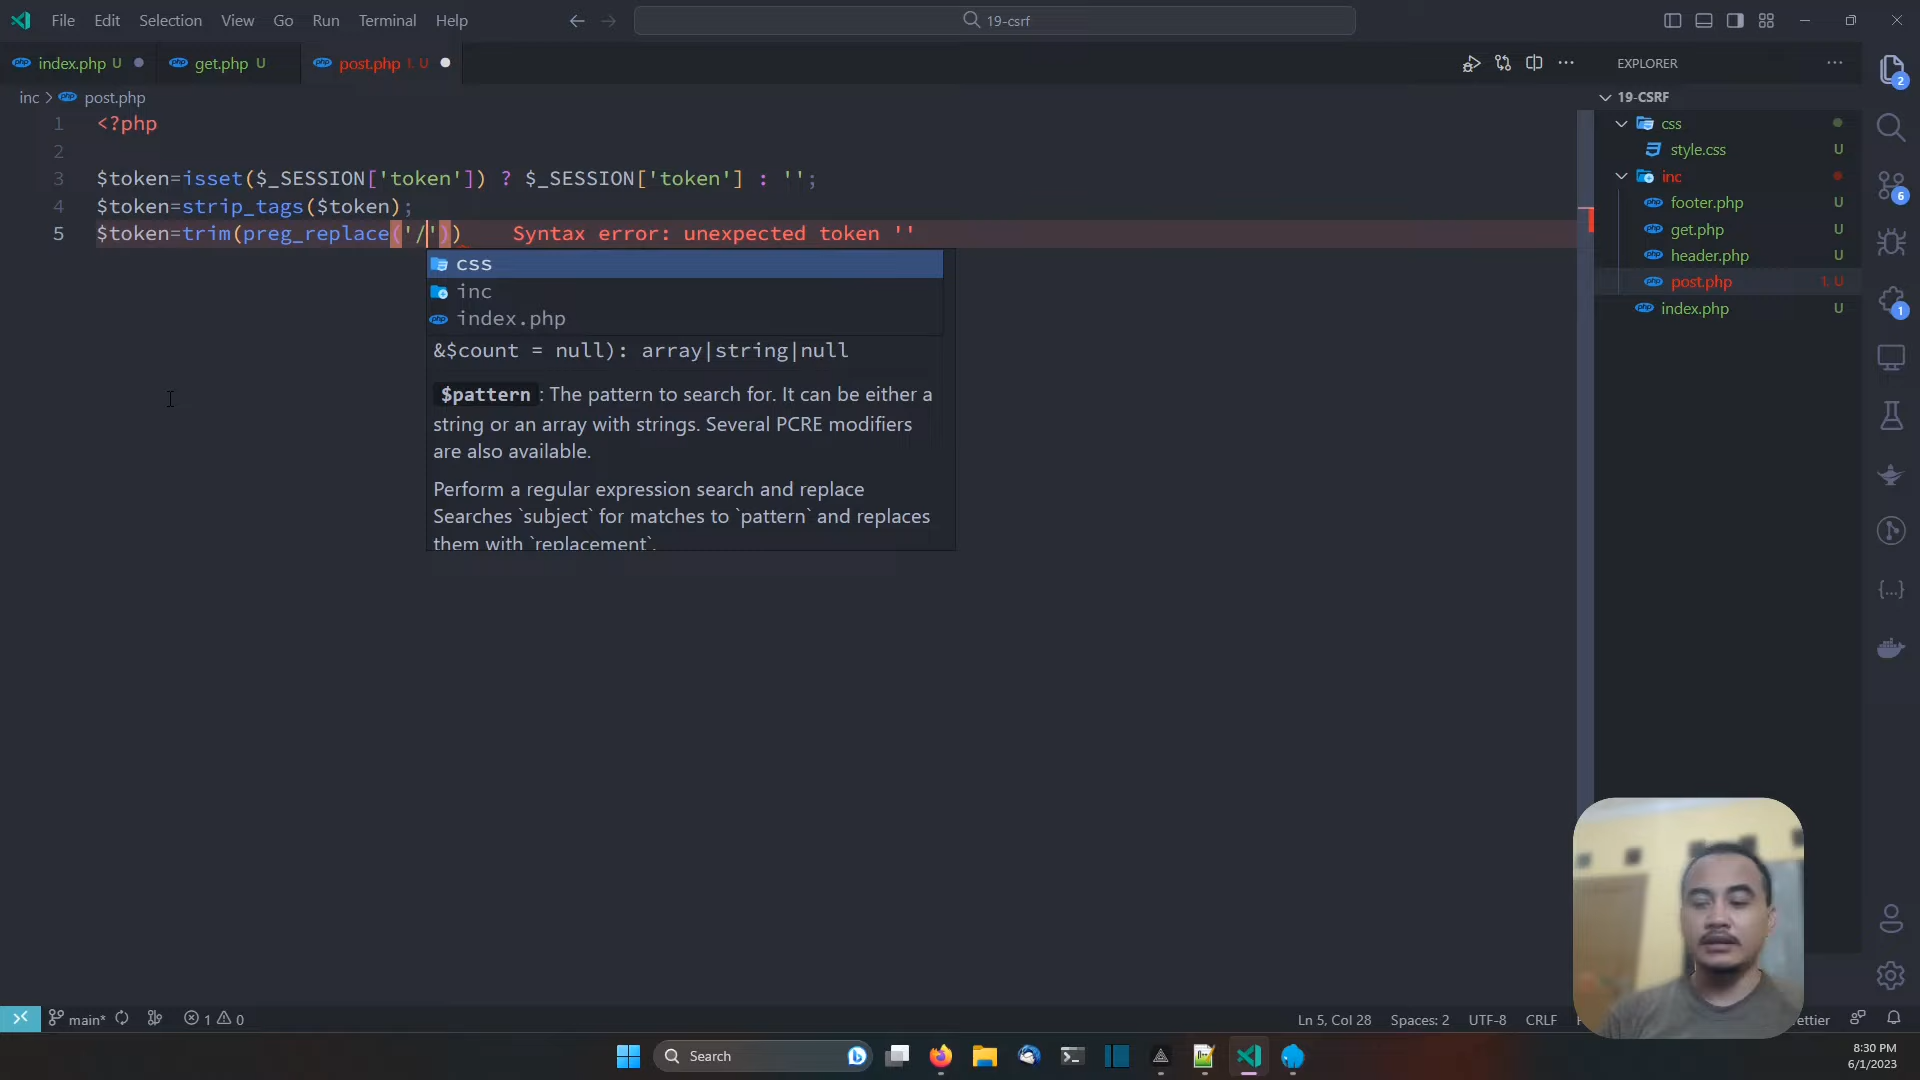 File Edit Selection View Go Run Terminal Help
19-csrf
index.php U
get.php U
post.php 1, U
EXPLORER
inc > post.php
19-CSRF
css
style.css U
inc
footer.php U
get.php U
header.php U
post.php 1, U
index.php U
2
6
1
1 <?php
2
3 $token=isset($_SESSION['token']) ? $_SESSION['token'] : '';
4 $token=strip_tags($token);
5 $token=trim(preg_replace('/')) Syntax error: unexpected token ''
css
inc
index.php
&$count = null): array|string|null
$pattern: The pattern to search for. It can be either a
string or an array with strings. Several PCRE modifiers
are also available.
Perform a regular expression search and replace
Searches `subject` for matches to `pattern` and replaces
them with `replacement`.
main* 1 0
Ln 5, Col 28 Spaces: 2 UTF-8 CRLF
Search
8:30 PM
6/1/2023